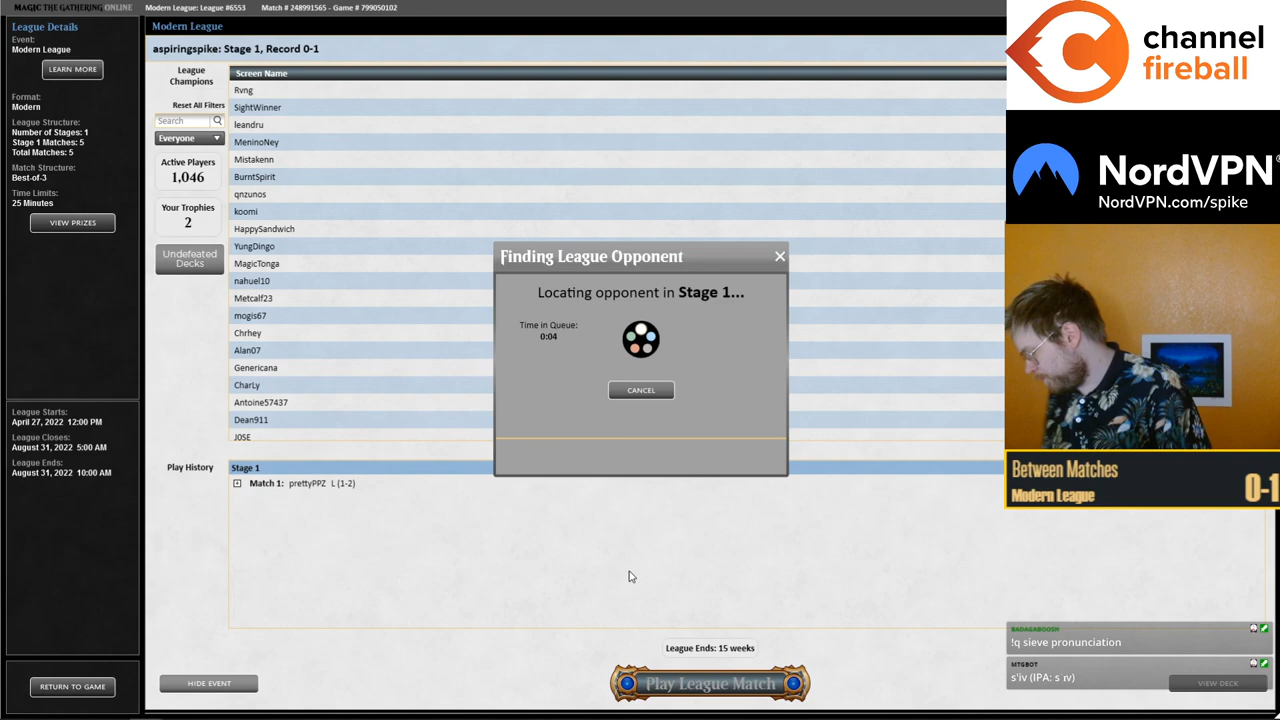 MAGIC THE GATHERING ONLINE
Modern League: League #6553
Match # 248991565 - Game # 799050102
League Details
Event:
Modern League
LEARN MORE
Format:
Modern
League Structure:
Number of Stages: 1
Stage 1 Matches: 5
Total Matches: 5
Match Structure:
Best-of-3
Time Limits:
25 Minutes
VIEW PRIZES
League Starts:
April 27, 2022 12:00 PM
League Closes:
August 31, 2022 5:00 AM
League Ends:
August 31, 2022 10:00 AM
RETURN TO GAME
Modern League
aspiringspike: Stage 1, Record 0-1
League
Champions
Reset All Filters
Search
Everyone
Active Players
1,046
Your Trophies
2
Undefeated
Decks
Screen Name
Rvng
SightWinner
leandru
MeninoNey
Mistakenn
BurntSpirit
qnzunos
koomi
HappySandwich
YungDingo
MagicTonga
nahuel10
Metcalf23
mogis67
Chrhey
Alan07
Genericana
CharLy
Antoine57437
Dean911
J0SE
Finding League Opponent
Locating opponent in Stage 1...
Time in Queue:
0:04
CANCEL
Play History
Stage 1
Match 1: prettyPPZ L (1-2)
League Ends: 15 weeks
HIDE EVENT
Play League Match
channel
fireball
NordVPN®
NordVPN.com/spike
Between Matches
Modern League
0-1
BADAGABOOSH
!q sieve pronunciation
MTGBOT
s'iv (IPA: sɪv)
VIEW DECK